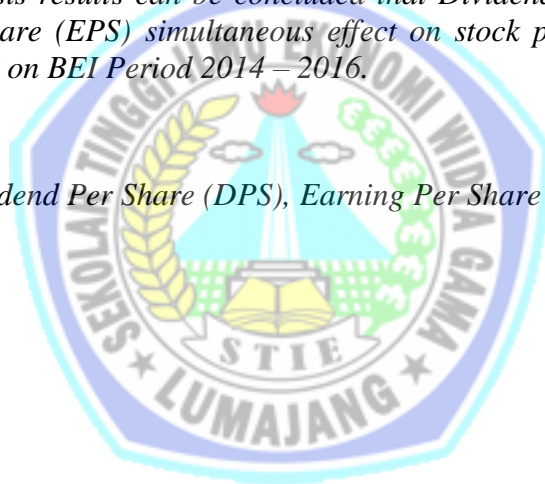 is results can be concluded that Dividend
are (EPS) simultaneous effect on stock p
on BEI Period 2014 – 2016.
dend Per Share (DPS), Earning Per Share
SEKOLAH TINGGI ILMU EKONOMI WIDYA GAMA
STIE
LUMAJANG